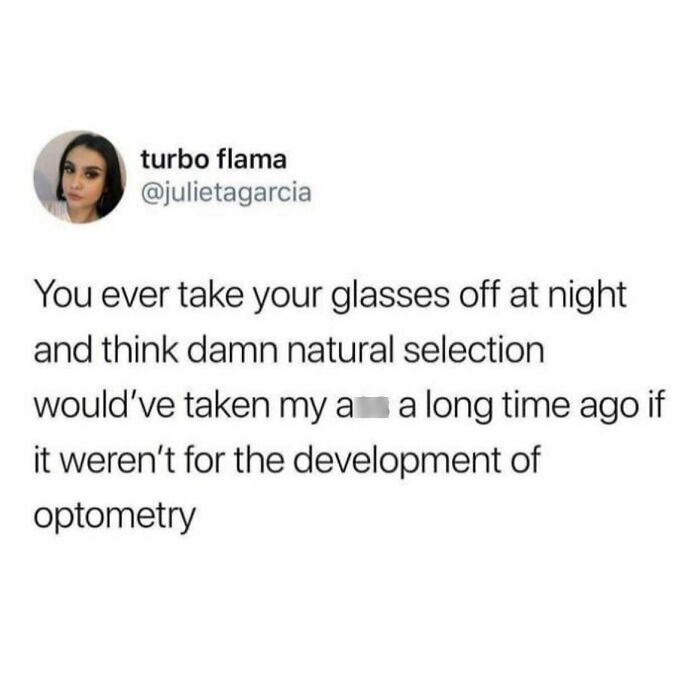 turbo flama
@julietagarcia
You ever take your glasses off at night
and think damn natural selection
would've taken my a a long time ago if
it weren't for the development of
optometry